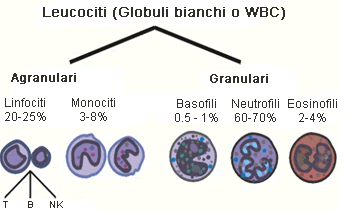 Leucociti (Globuli bianchi o WBC)
Agranulari Granulari
Linfociti Monociti Basofili Neutrofili Eosinofili
20-25% 3-8% 0.5 - 1% 60-70% 2-4%
T B NK